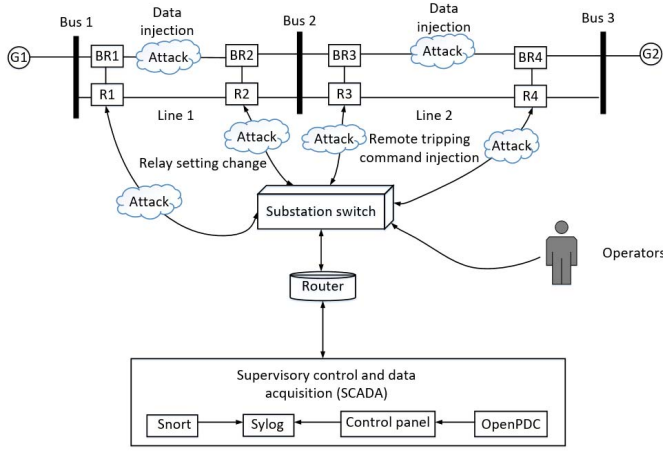 Bus 1
Data
injection
Bus 2
Data
injection
Bus 3
G1
BR1
Attack
BR2
BR3
Attack
BR4
G2
R1
R2
R3
R4
Line 1
Line 2
Attack
Attack
Remote tripping
command injection
Attack
Relay setting change
Attack
Substation switch
Operators
Router
Supervisory control and data
acquisition (SCADA)
Snort
Sylog
Control panel
OpenPDC